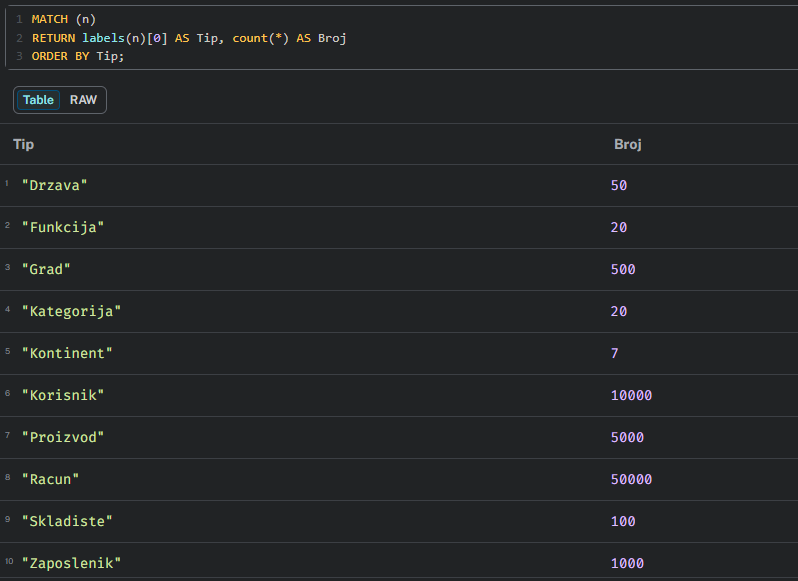 1 MATCH (n)
2 RETURN labels(n)[0] AS Tip, count(*) AS Broj
3 ORDER BY Tip;
Table RAW
Tip Broj
1 "Drzava" 50
2 "Funkcija" 20
3 "Grad" 500
4 "Kategorija" 20
5 "Kontinent" 7
6 "Korisnik" 10000
7 "Proizvod" 5000
8 "Racun" 50000
9 "Skladiste" 100
10 "Zaposlenik" 1000